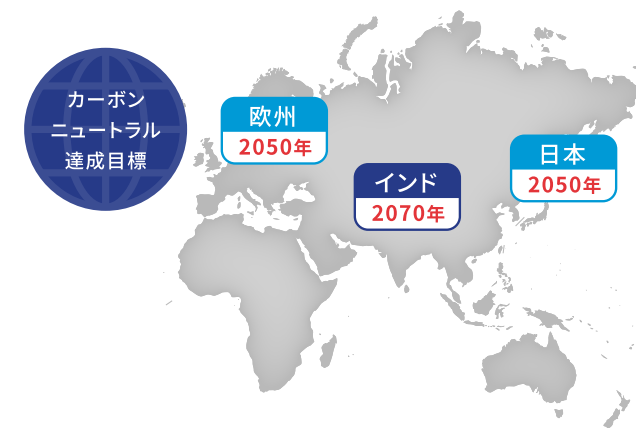 カーボン
ニュートラル
達成目標
欧州
2050年
インド
2070年
日本
2050年